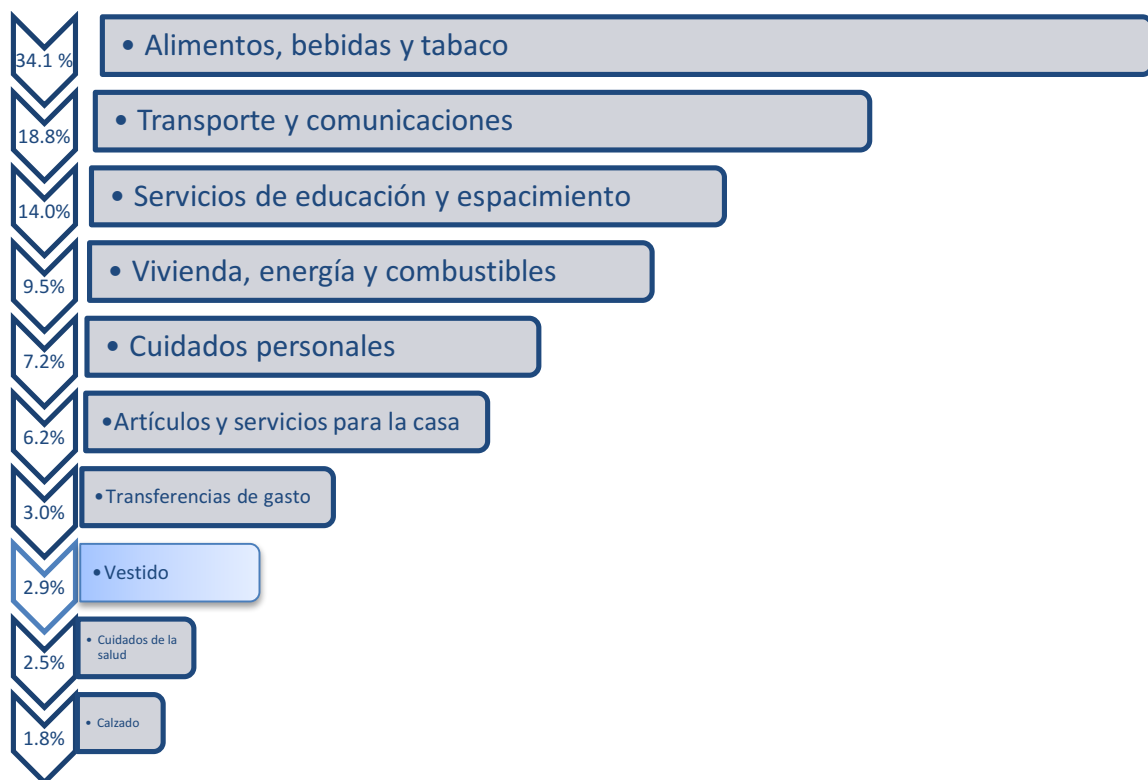 34.1 %
• Alimentos, bebidas y tabaco
18.8%
• Transporte y comunicaciones
14.0%
• Servicios de educación y espacimiento
9.5%
• Vivienda, energía y combustibles
7.2%
• Cuidados personales
6.2%
•Artículos y servicios para la casa
3.0%
•Transferencias de gasto
2.9%
•Vestido
2.5%
• Cuidados de la
salud
1.8%
• Calzado